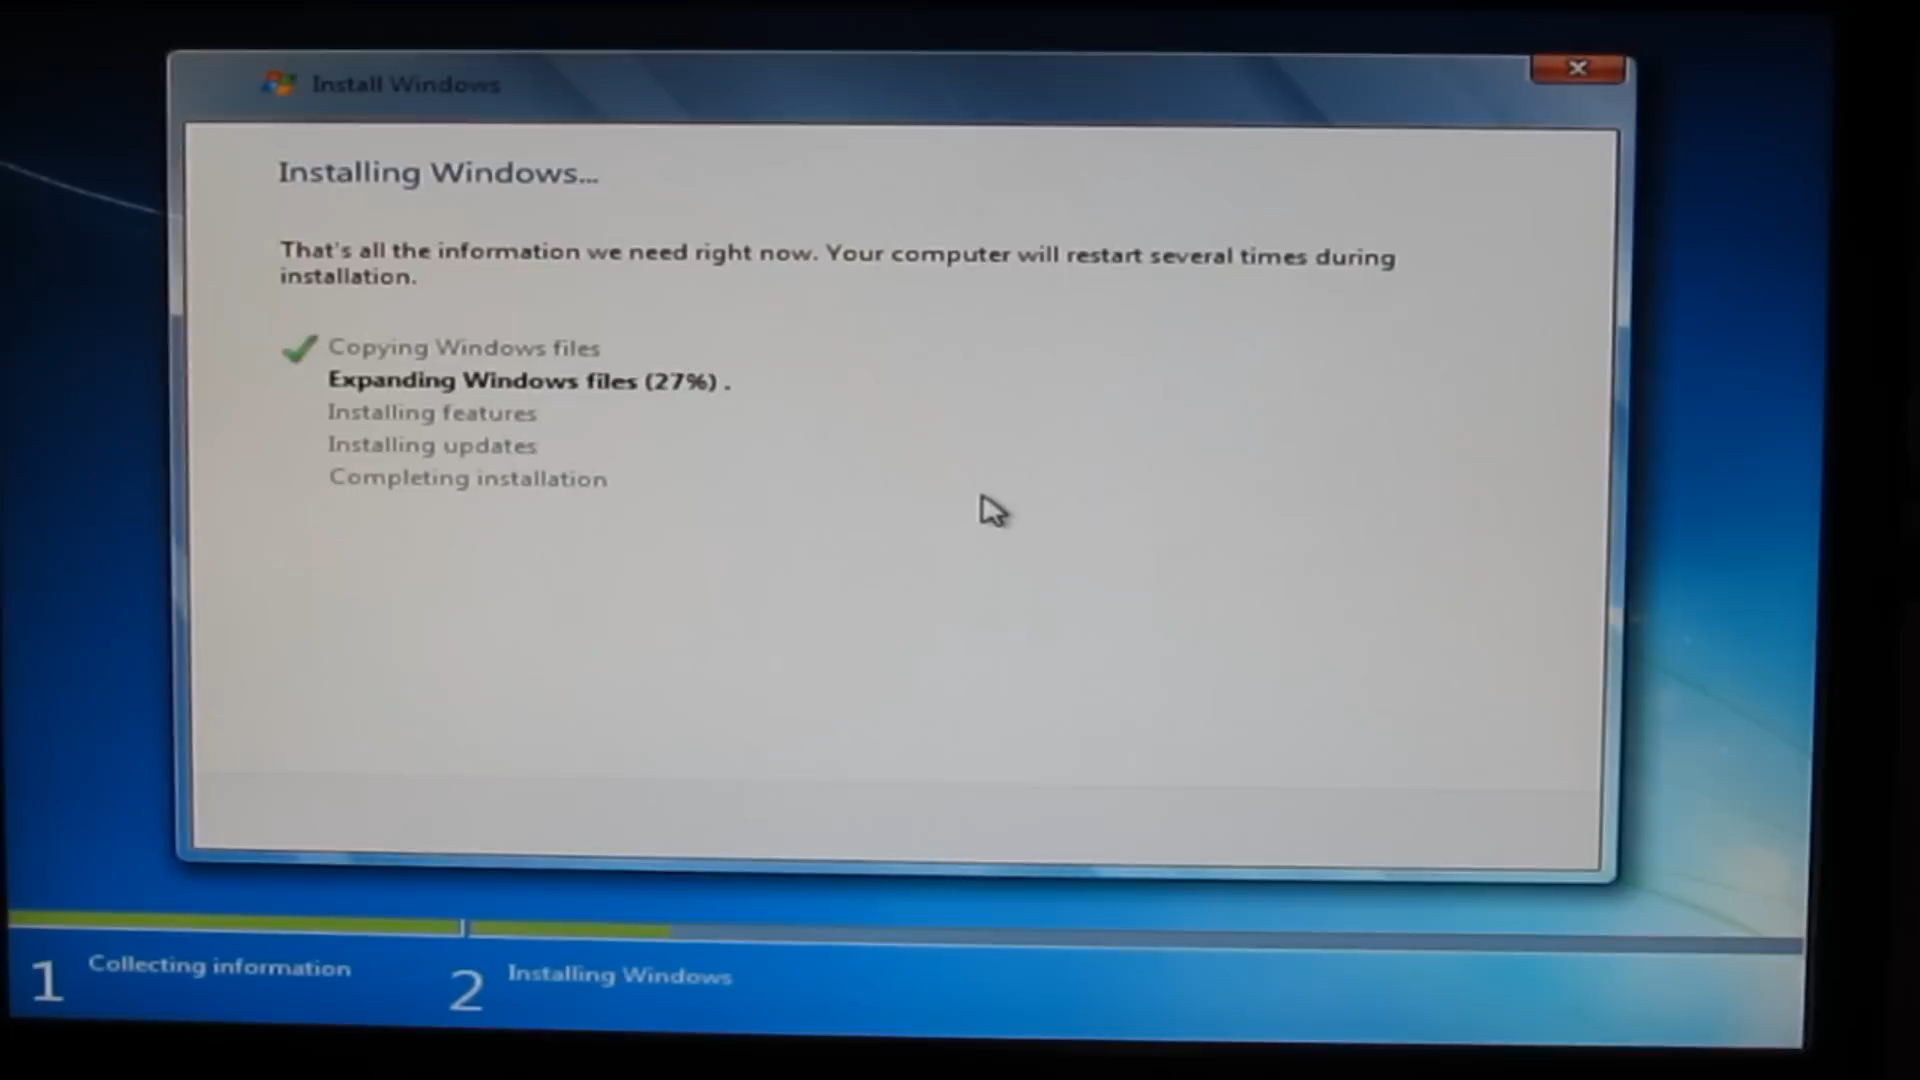 Install Windows
Installing Windows...
That's all the information we need right now. Your computer will restart several times during
installation.
Copying Windows files
Expanding Windows files (27%) .
Installing features
Installing updates
Completing installation
1 Collecting information
2 Installing Windows